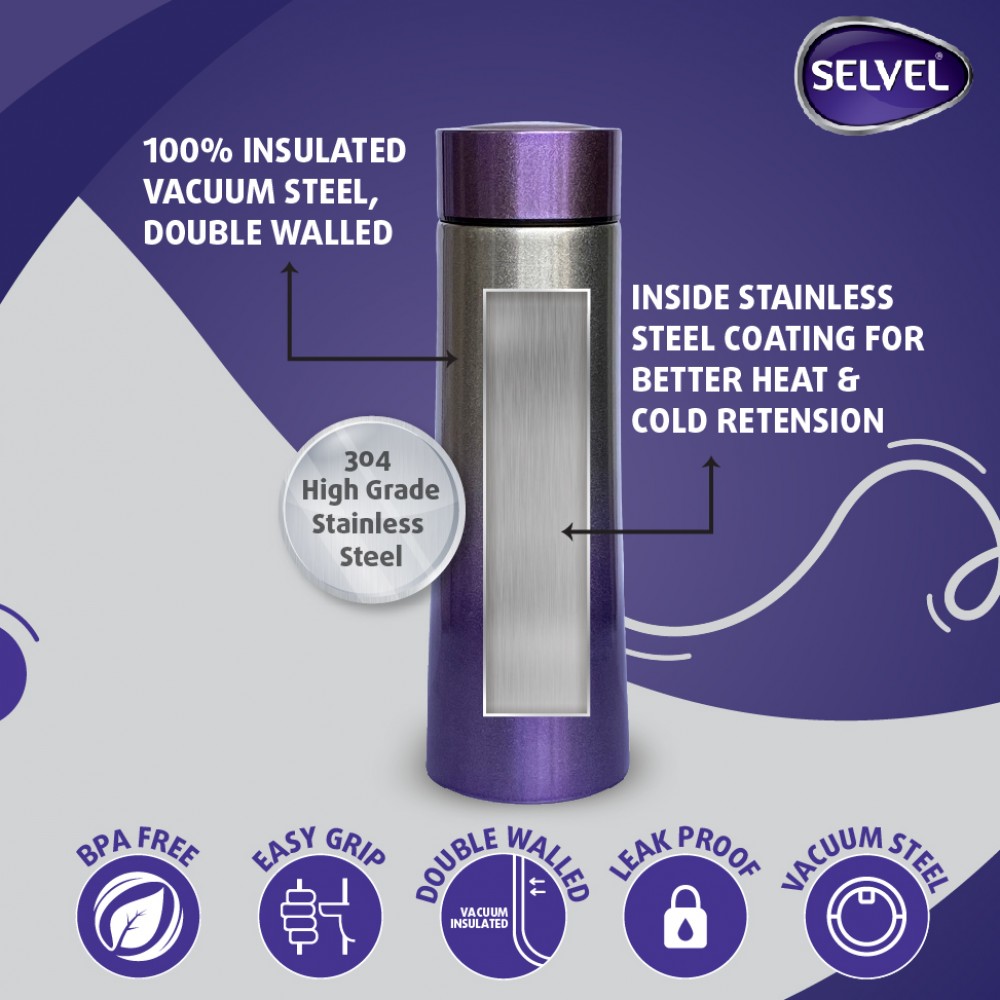 SELVEL®
100% INSULATED
VACUUM STEEL,
DOUBLE WALLED
INSIDE STAINLESS
STEEL COATING FOR
BETTER HEAT &
COLD RETENSION
304
High Grade
Stainless
Steel
BPA FREE
EASY GRIP
DOUBLE WALLED
VACUUM
INSULATED
LEAK PROOF
VACUUM STEEL